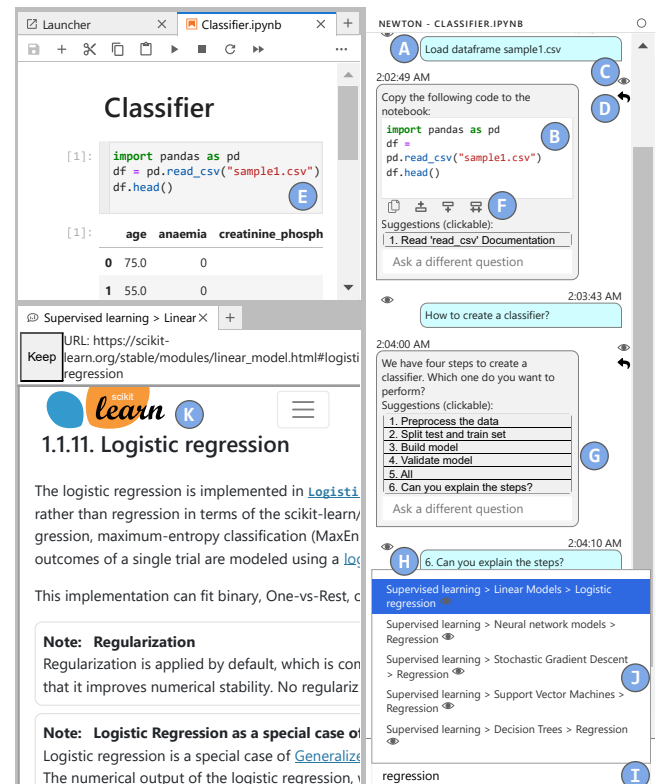 Launcher
Classifier.ipynb
Classifier
[1]:
import pandas as pd
df = pd.read_csv("sample1.csv")
df.head()
E
[1]:
age anaemia creatinine_phosph
0 75.0 0
1 55.0 0
Supervised learning > Linear
Keep
URL: https://scikit-
learn.org/stable/modules/linear_model.html#logisti
regression
scikit
learn
K
1.1.11. Logistic regression
The logistic regression is implemented in Logisti
rather than regression in terms of the scikit-learn/
gression, maximum-entropy classification (MaxEn
outcomes of a single trial are modeled using a log
This implementation can fit binary, One-vs-Rest, o
Note: Regularization
Regularization is applied by default, which is com
that it improves numerical stability. No regulariz
Note: Logistic Regression as a special case of
Logistic regression is a special case of Generalize
The numerical output of the logistic regression, w
NEWTON - CLASSIFIER.IPYNB
A
Load dataframe sample1.csv
C
2:02:49 AM
D
Copy the following code to the
notebook:
import pandas as pd
df =
pd.read_csv("sample1.csv")
df.head()
B
F
Suggestions (clickable):
1. Read 'read_csv' Documentation
Ask a different question
2:03:43 AM
How to create a classifier?
2:04:00 AM
We have four steps to create a
classifier. Which one do you want to
perform?
Suggestions (clickable):
1. Preprocess the data
2. Split test and train set
3. Build model
4. Validate model
5. All
6. Can you explain the steps?
G
Ask a different question
2:04:10 AM
H
6. Can you explain the steps?
Supervised learning > Linear Models > Logistic
regression
Supervised learning > Neural network models >
Regression
Supervised learning > Stochastic Gradient Descent
> Regression
J
Supervised learning > Support Vector Machines >
Regression
Supervised learning > Decision Trees > Regression
regression
I